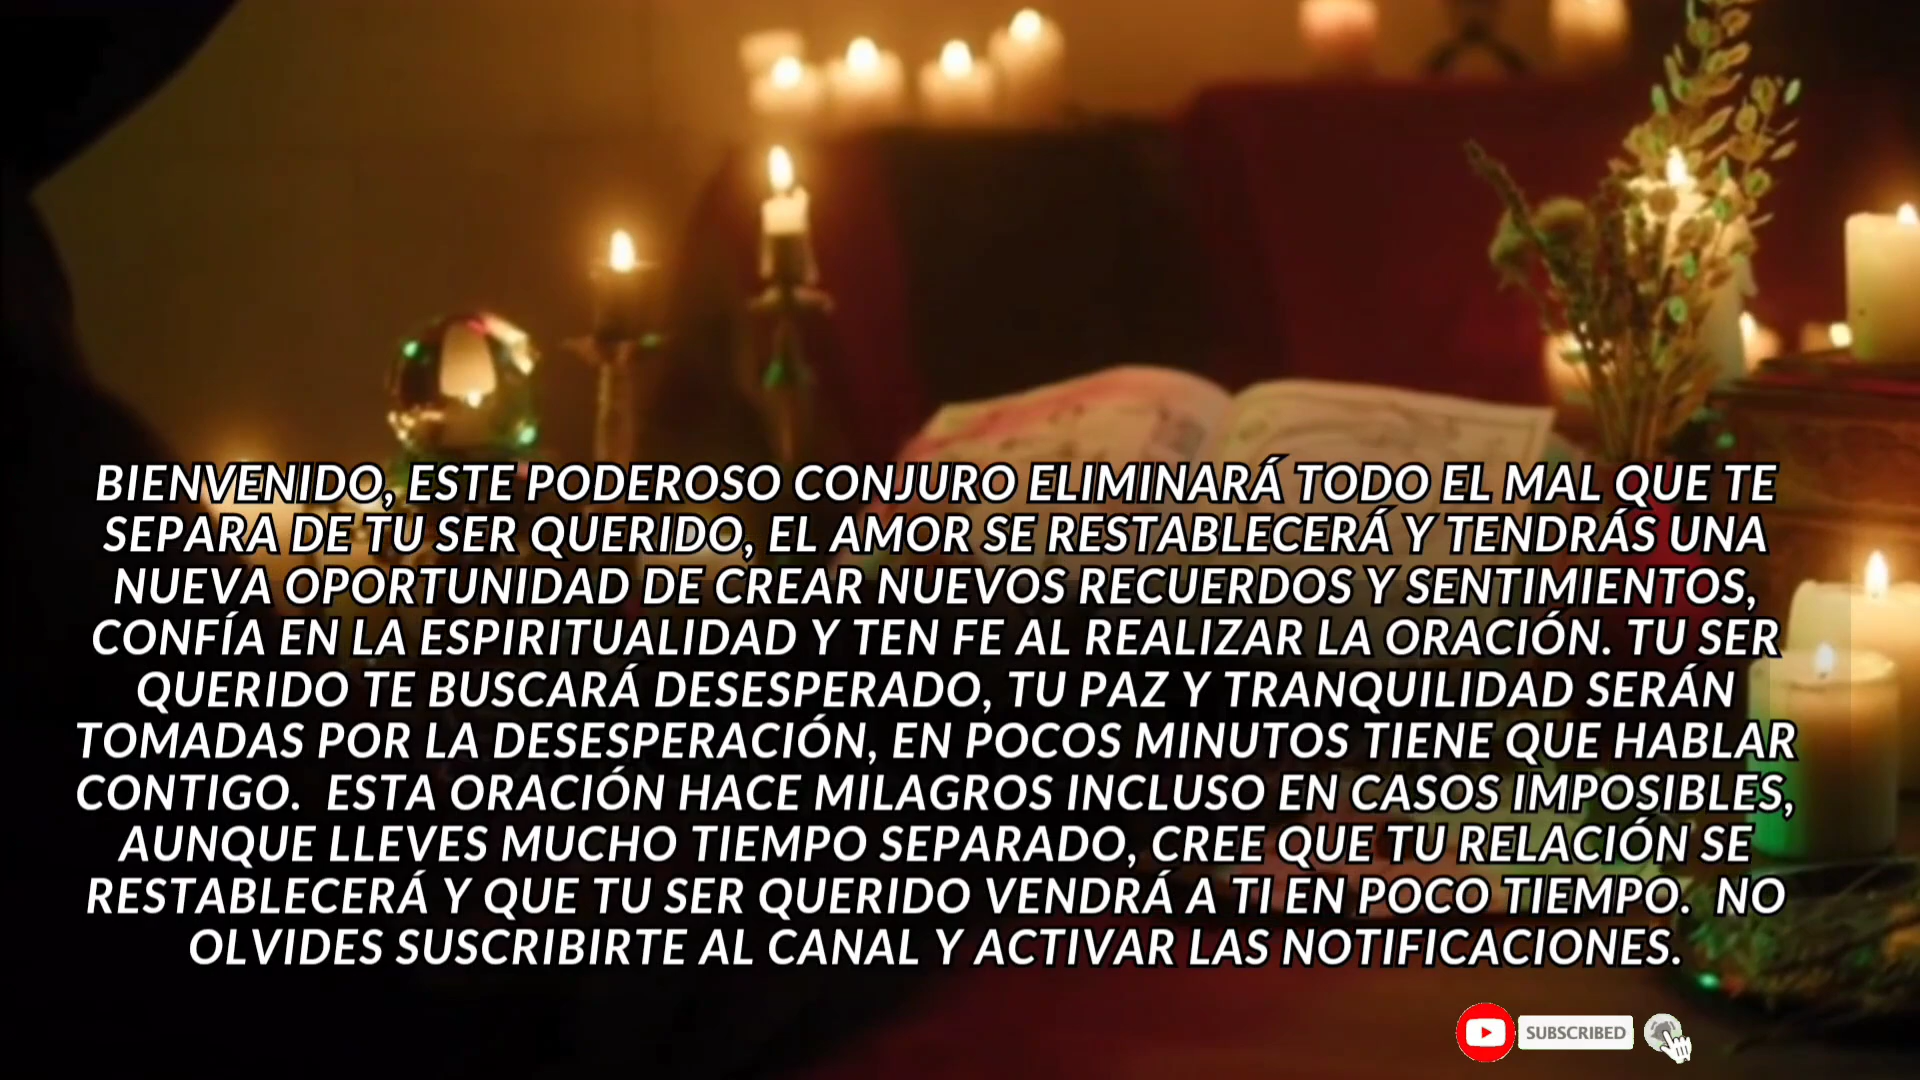 BIENVENIDO, ESTE PODEROSO CONJURO ELIMINARÁ TODO EL MAL QUE TE
SEPARA DE TU SER QUERIDO, EL AMOR SE RESTABLECERÁ Y TENDRÁS UNA
NUEVA OPORTUNIDAD DE CREAR NUEVOS RECUERDOS Y SENTIMIENTOS,
CONFÍA EN LA ESPIRITUALIDAD Y TEN FE AL REALIZAR LA ORACIÓN. TU SER
QUERIDO TE BUSCARÁ DESESPERADO, TU PAZ Y TRANQUILIDAD SERÁN
TOMADAS POR LA DESESPERACIÓN, EN POCOS MINUTOS TIENE QUE HABLAR
CONTIGO.  ESTA ORACIÓN HACE MILAGROS INCLUSO EN CASOS IMPOSIBLES,
AUNQUE LLEVES MUCHO TIEMPO SEPARADO, CREE QUE TU RELACIÓN SE
RESTABLECERÁ Y QUE TU SER QUERIDO VENDRÁ A TI EN POCO TIEMPO.  NO
OLVIDES SUSCRIBIRTE AL CANAL Y ACTIVAR LAS NOTIFICACIONES.
SUBSCRIBED